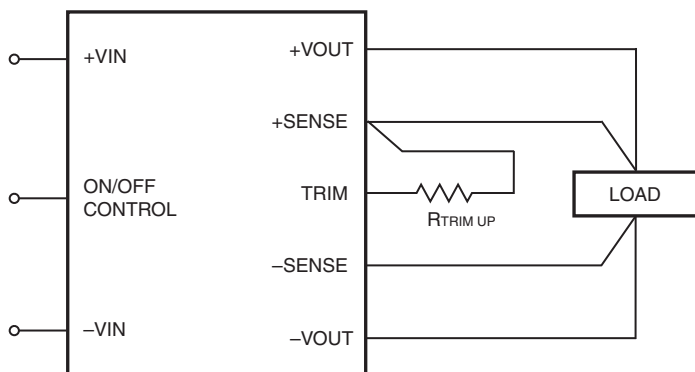 +VIN
ON/OFF
CONTROL
–VIN
+VOUT
+SENSE
TRIM
–SENSE
–VOUT
RTRIM UP
LOAD